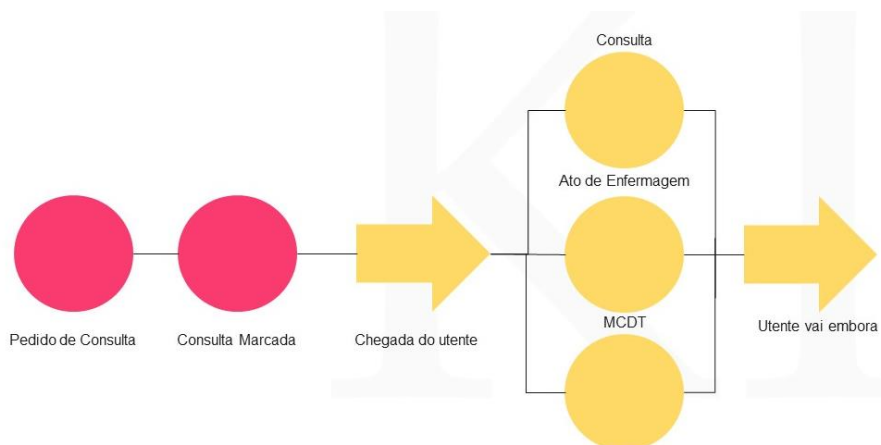 Consulta
Ato de Enfermagem
MCDT
Pedido de Consulta
Consulta Marcada
Chegada do utente
Utente vai embora